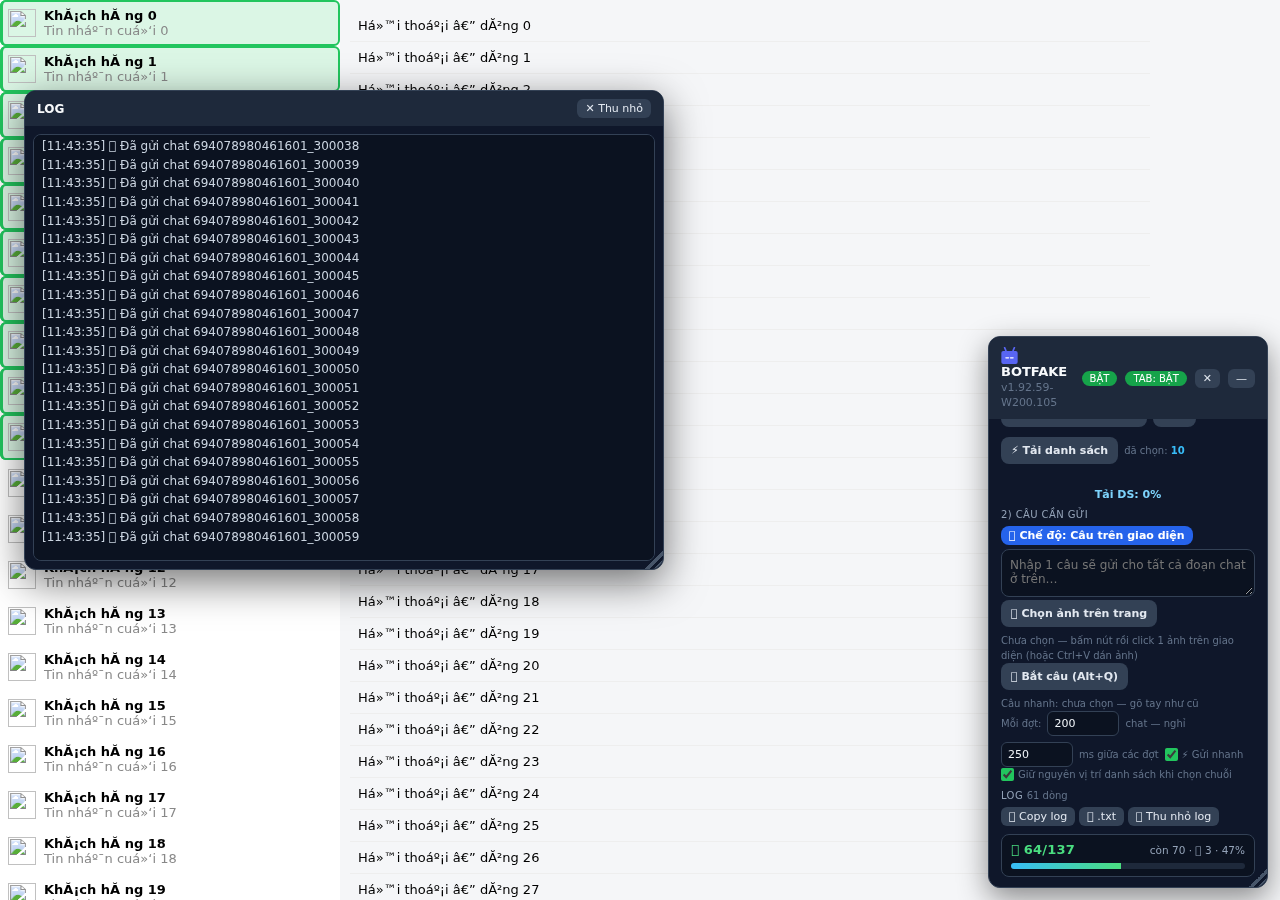 KhÃ¡ch hÃ ng 0
Tin nháº¯n cuá»‘i 0
KhÃ¡ch hÃ ng 1
Tin nháº¯n cuá»‘i 1
Há»™i thoáº¡i â€” dÃ²ng 0
Há»™i thoáº¡i â€” dÃ²ng 1
LOG
✕ Thu nhỏ
[11:43:35] Đã gửi chat 694078980461601_300038
[11:43:35] Đã gửi chat 694078980461601_300039
[11:43:35] Đã gửi chat 694078980461601_300040
[11:43:35] Đã gửi chat 694078980461601_300041
[11:43:35] Đã gửi chat 694078980461601_300042
[11:43:35] Đã gửi chat 694078980461601_300043
[11:43:35] Đã gửi chat 694078980461601_300044
[11:43:35] Đã gửi chat 694078980461601_300045
[11:43:35] Đã gửi chat 694078980461601_300046
[11:43:35] Đã gửi chat 694078980461601_300047
[11:43:35] Đã gửi chat 694078980461601_300048
[11:43:35] Đã gửi chat 694078980461601_300049
[11:43:35] Đã gửi chat 694078980461601_300050
[11:43:35] Đã gửi chat 694078980461601_300051
[11:43:35] Đã gửi chat 694078980461601_300052
[11:43:35] Đã gửi chat 694078980461601_300053
[11:43:35] Đã gửi chat 694078980461601_300054
[11:43:35] Đã gửi chat 694078980461601_300055
[11:43:35] Đã gửi chat 694078980461601_300056
[11:43:35] Đã gửi chat 694078980461601_300057
[11:43:35] Đã gửi chat 694078980461601_300058
[11:43:35] Đã gửi chat 694078980461601_300059
Tin nháº¯n cuá»‘i 12
KhÃ¡ch hÃ ng 13
Tin nháº¯n cuá»‘i 13
KhÃ¡ch hÃ ng 14
Tin nháº¯n cuá»‘i 14
KhÃ¡ch hÃ ng 15
Tin nháº¯n cuá»‘i 15
KhÃ¡ch hÃ ng 16
Tin nháº¯n cuá»‘i 16
KhÃ¡ch hÃ ng 17
Tin nháº¯n cuá»‘i 17
KhÃ¡ch hÃ ng 18
Tin nháº¯n cuá»‘i 18
KhÃ¡ch hÃ ng 19
Há»™i thoáº¡i â€” dÃ²ng 18
Há»™i thoáº¡i â€” dÃ²ng 19
Há»™i thoáº¡i â€” dÃ²ng 20
Há»™i thoáº¡i â€” dÃ²ng 21
Há»™i thoáº¡i â€” dÃ²ng 22
Há»™i thoáº¡i â€” dÃ²ng 23
Há»™i thoáº¡i â€” dÃ²ng 24
Há»™i thoáº¡i â€” dÃ²ng 25
Há»™i thoáº¡i â€” dÃ²ng 26
Há»™i thoáº¡i â€” dÃ²ng 27
BOTFAKE
v1.92.59-
W200.105
BẬT
TAB: BẬT
✕
—
⚡ Tải danh sách
đã chọn: 10
Tải DS: 0%
2) CÂU CẦN GỬI
Chế độ: Câu trên giao diện
Nhập 1 câu sẽ gửi cho tất cả đoạn chat
ở trên…
Chọn ảnh trên trang
Chưa chọn — bấm nút rồi click 1 ảnh trên giao
diện (hoặc Ctrl+V dán ảnh)
Bắt câu (Alt+Q)
Câu nhanh: chưa chọn — gõ tay như cũ
Mỗi đợt: 200 chat — nghỉ
250 ms giữa các đợt ⚡ Gửi nhanh
Giữ nguyên vị trí danh sách khi chọn chuỗi
LOG 61 dòng
Copy log
.txt
Thu nhỏ log
64/137
còn 70 · 3 · 47%